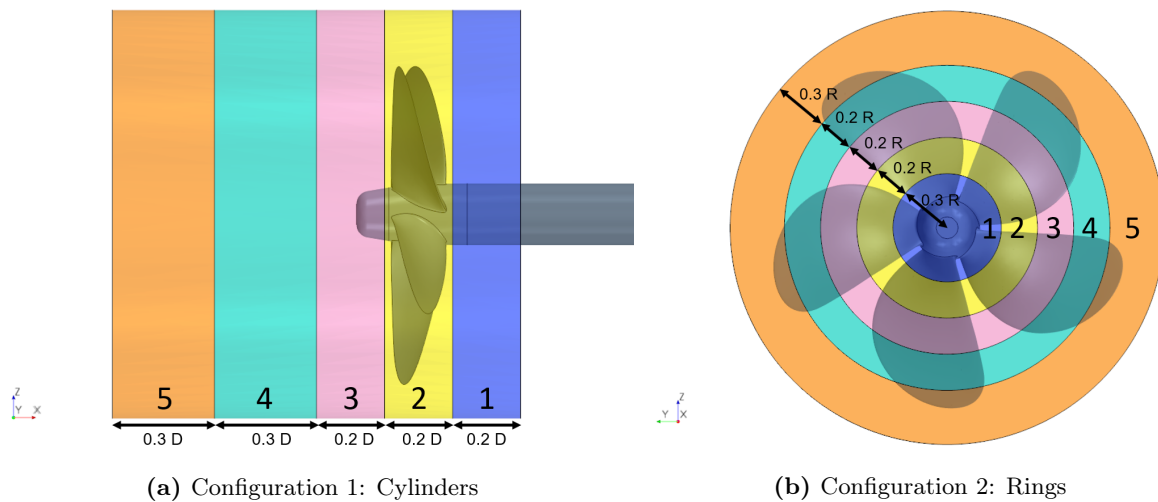 5 4 3 2 1
0.3 D 0.3 D 0.2 D 0.2 D 0.2 D
Z
Y X
(a) Configuration 1: Cylinders
0.3 R
0.2 R
0.2 R
0.2 R
0.3 R
1 2 3 4 5
Z
Y X
(b) Configuration 2: Rings